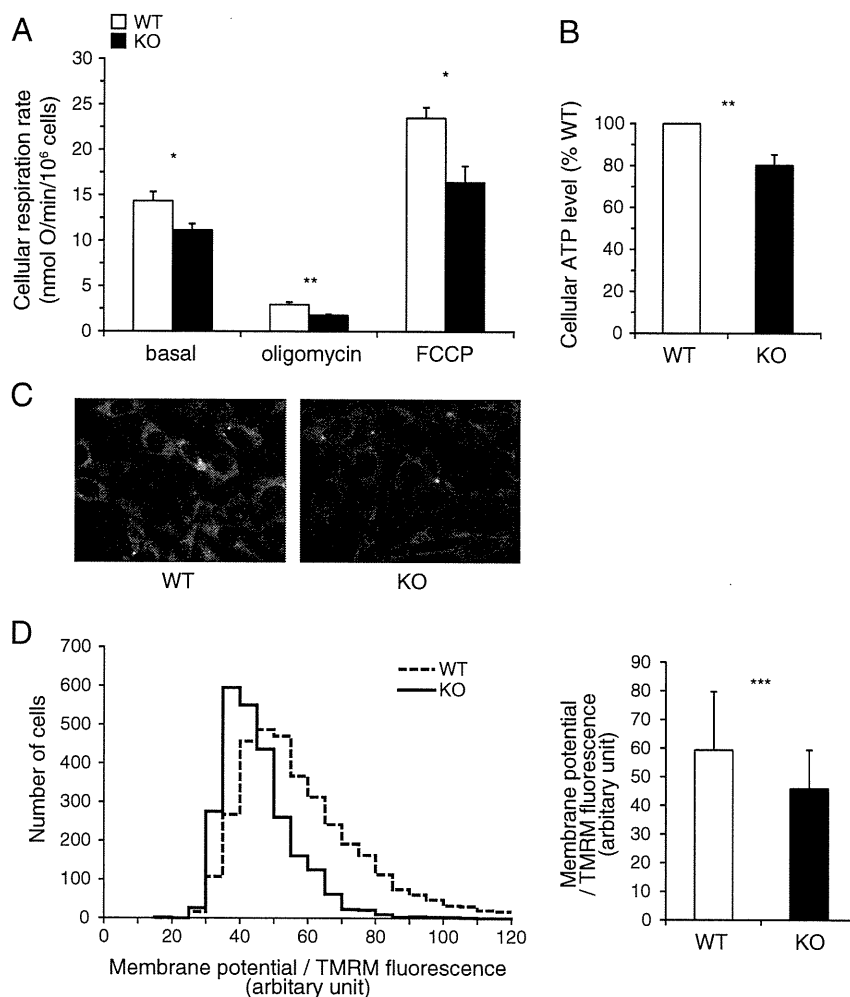 A
WT
KO
Cellular respiration rate
(nmol O/min/10⁶ cells)
30
25
20
15
10
5
0
*
**
*
basal
oligomycin
FCCP
B
Cellular ATP level (% WT)
100
80
60
40
20
0
**
WT
KO
C
WT
KO
D
Number of cells
700
600
500
400
300
200
100
0
WT
KO
0
20
40
60
80
100
120
Membrane potential / TMRM fluorescence
(arbitary unit)
Membrane potential
/ TMRM fluorescence
(arbitary unit)
90
80
70
60
50
40
30
20
10
0
***
WT
KO